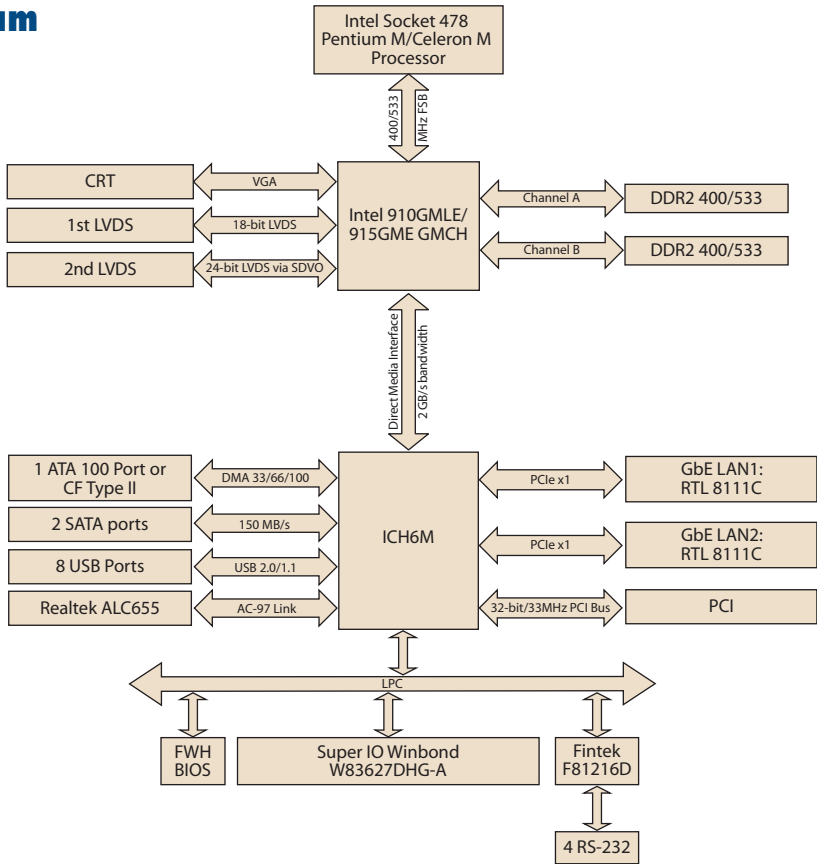 um
Intel Socket 478
Pentium M/Celeron M
Processor
400/533
MHz FSB
CRT
VGA
1st LVDS
18-bit LVDS
2nd LVDS
24-bit LVDS via SDVO
Intel 910GMLE/
915GME GMCH
Channel A
DDR2 400/533
Channel B
DDR2 400/533
Direct Media Interface
2 GB/s bandwidth
1 ATA 100 Port or
CF Type II
DMA 33/66/100
2 SATA ports
150 MB/s
8 USB Ports
USB 2.0/1.1
Realtek ALC655
AC-97 Link
ICH6M
PCIe x1
GbE LAN1:
RTL 8111C
PCIe x1
GbE LAN2:
RTL 8111C
32-bit/33MHz PCI Bus
PCI
LPC
FWH
BIOS
Super IO Winbond
W83627DHG-A
Fintek
F81216D
4 RS-232